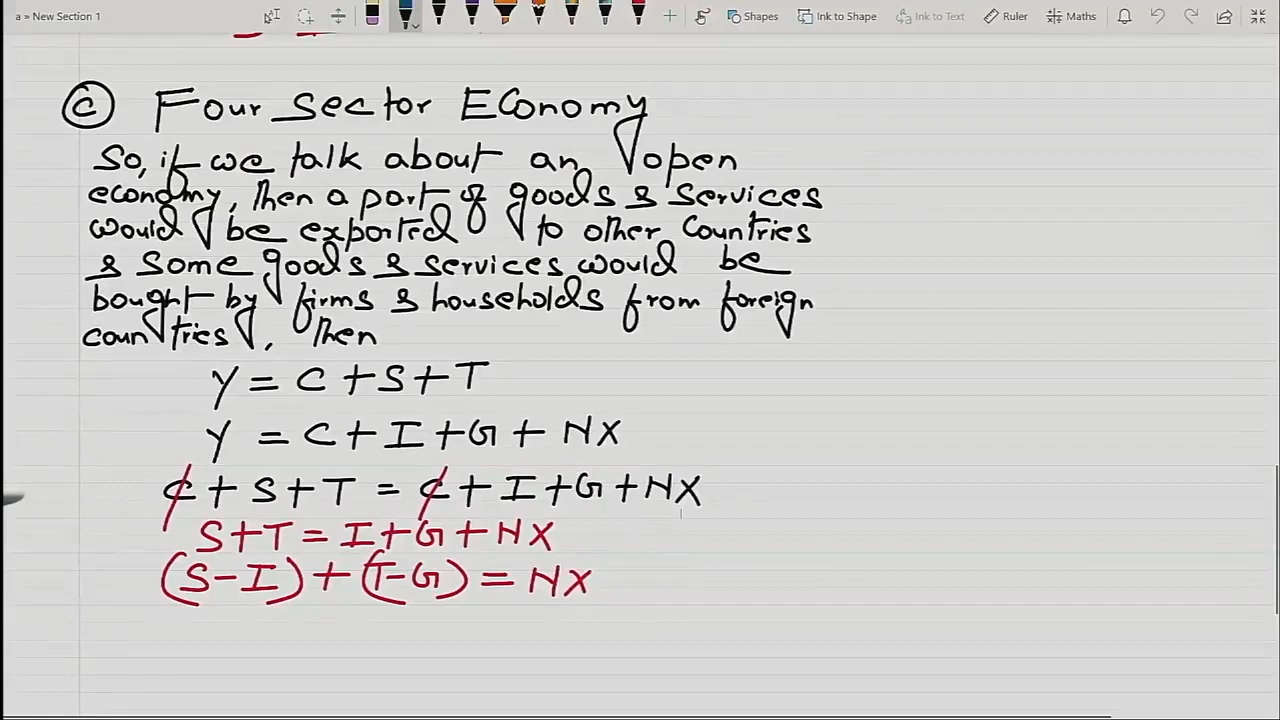 a » New Section 1
Shapes Ink to Shape Ink to Text Ruler Maths
C Four Sector Economy
So, if we talk about an open
economy, then a part of goods & services
would be exported to other countries
& some goods & services would be
bought by firms & households from foreign
countries, then
Y = C + S + T
Y = C + I + G + NX
C + S + T = C + I + G + NX
S + T = I + G + NX
(S - I) + (T - G) = NX